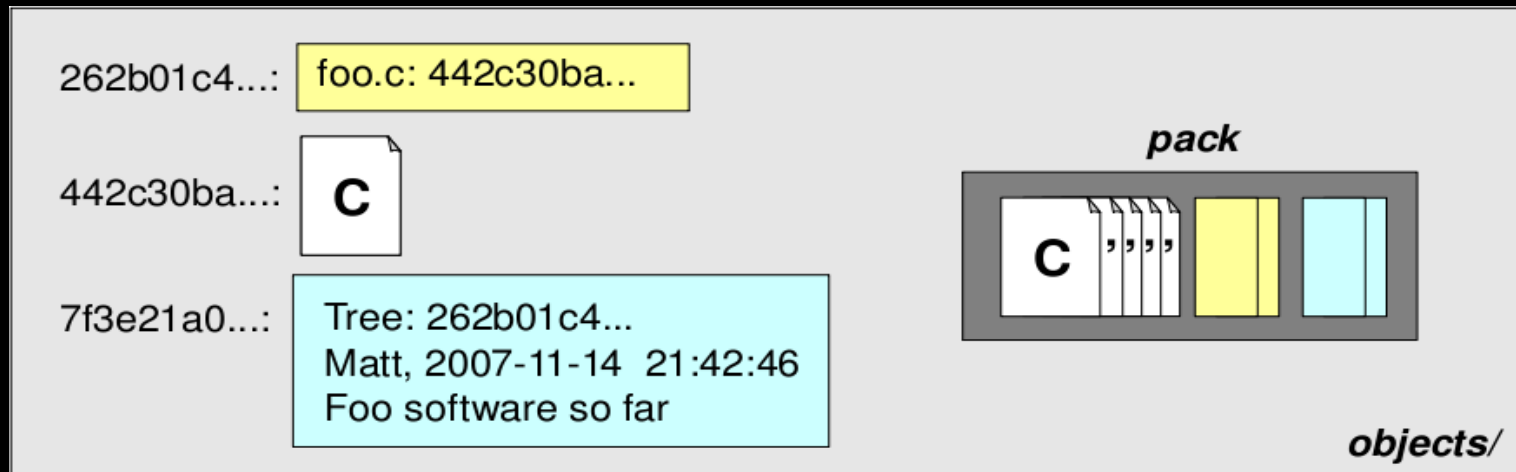 262b01c4...:
foo.c: 442c30ba...
442c30ba...:
C
7f3e21a0...:
Tree: 262b01c4...
Matt, 2007-11-14 21:42:46
Foo software so far
pack
C ’ ’ ’ ’
objects/